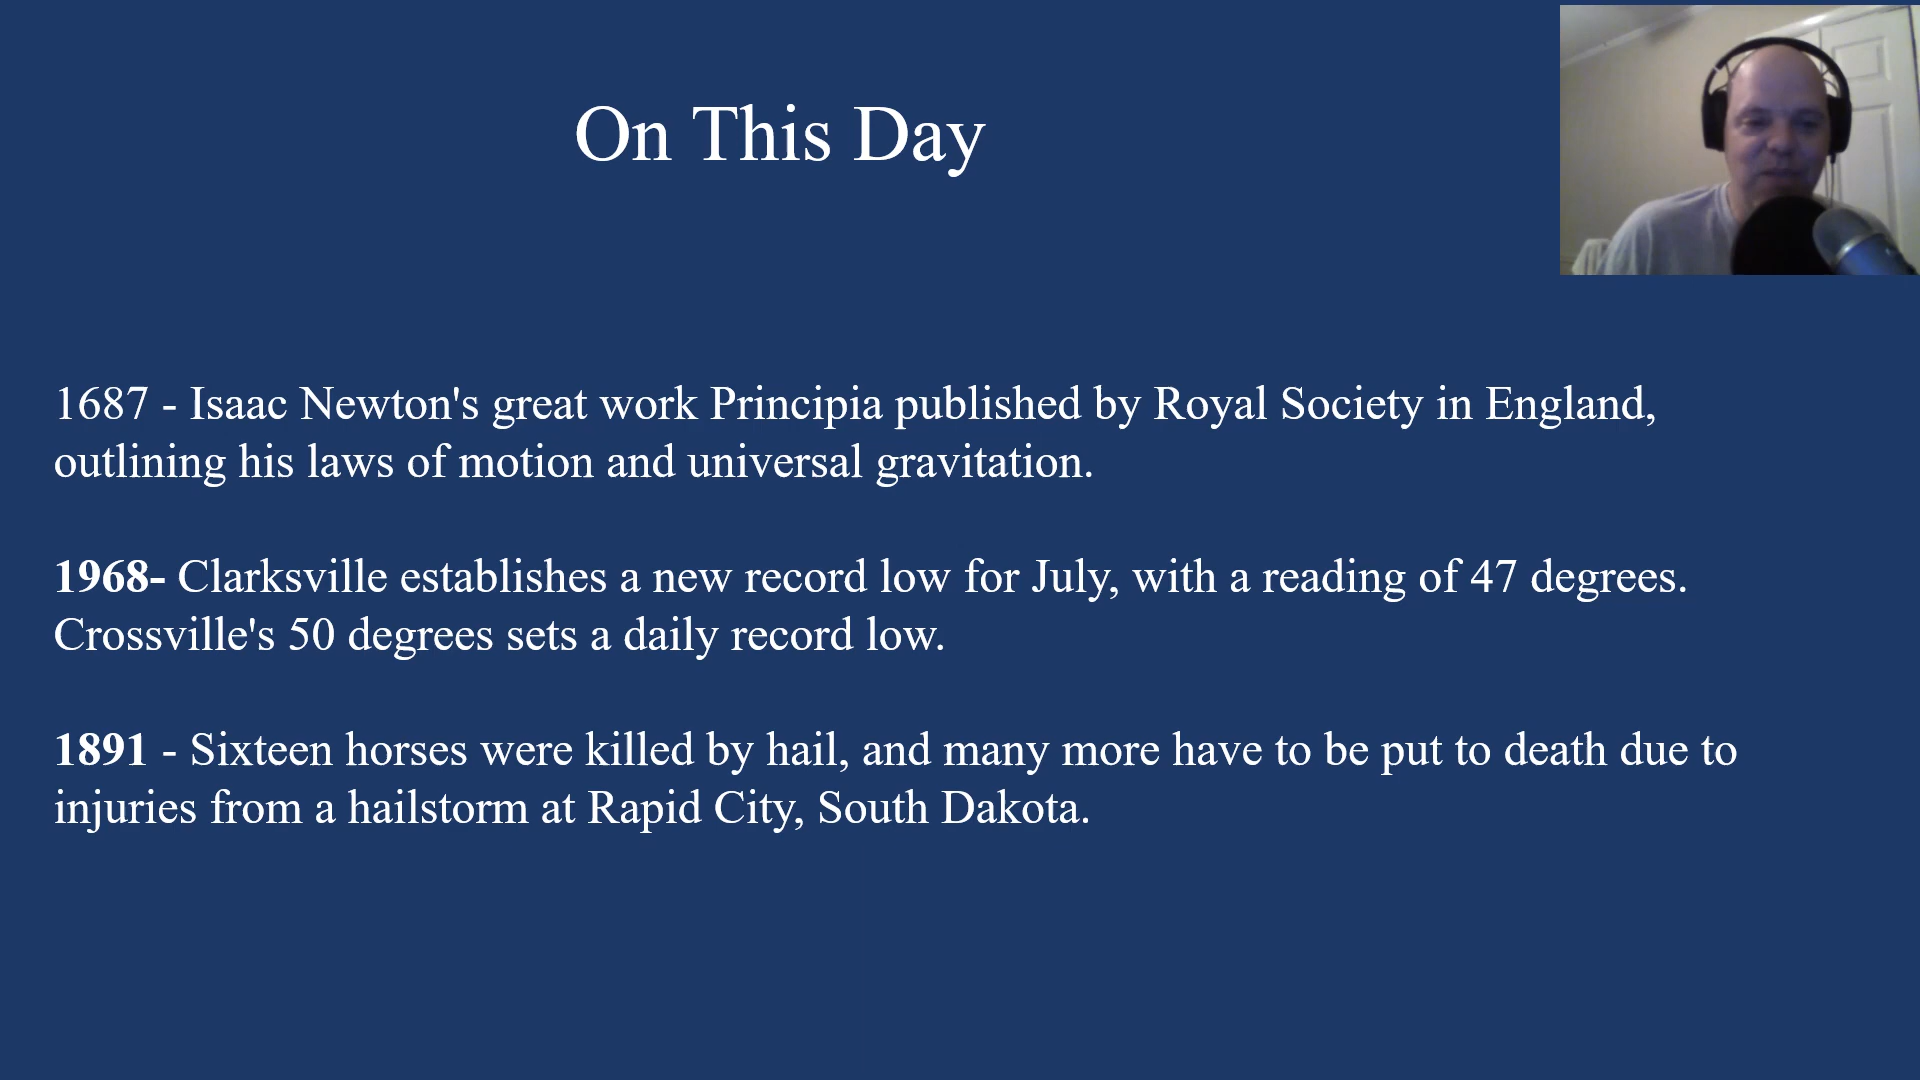 On This Day
1687 - Isaac Newton's great work Principia published by Royal Society in England,
outlining his laws of motion and universal gravitation.
1968- Clarksville establishes a new record low for July, with a reading of 47 degrees.
Crossville's 50 degrees sets a daily record low.
1891 - Sixteen horses were killed by hail, and many more have to be put to death due to
injuries from a hailstorm at Rapid City, South Dakota.